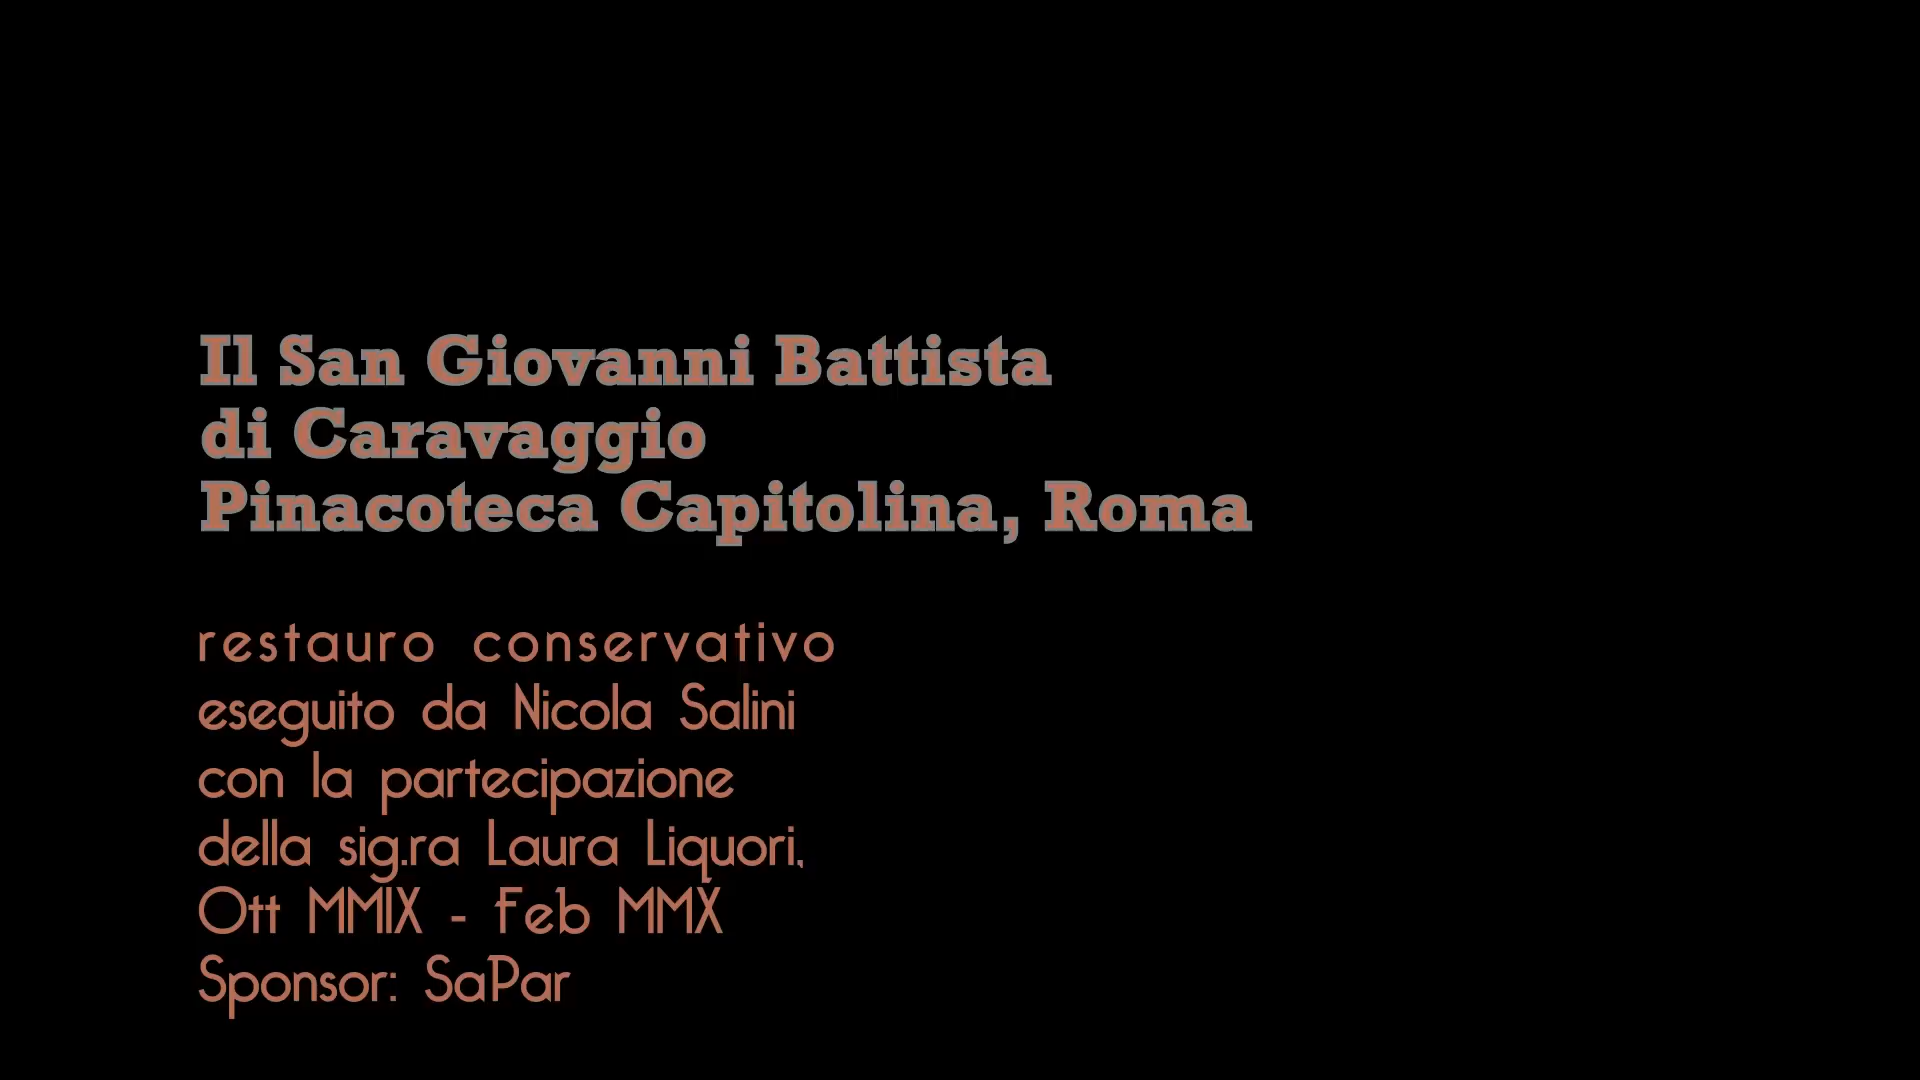 Il San Giovanni Battista
di Caravaggio
Pinacoteca Capitolina, Roma
restauro conservativo
eseguito da Nicola Salini
con la partecipazione
della sig.ra Laura Liquori,
Ott MMIX - Feb MMX
Sponsor: SaPar